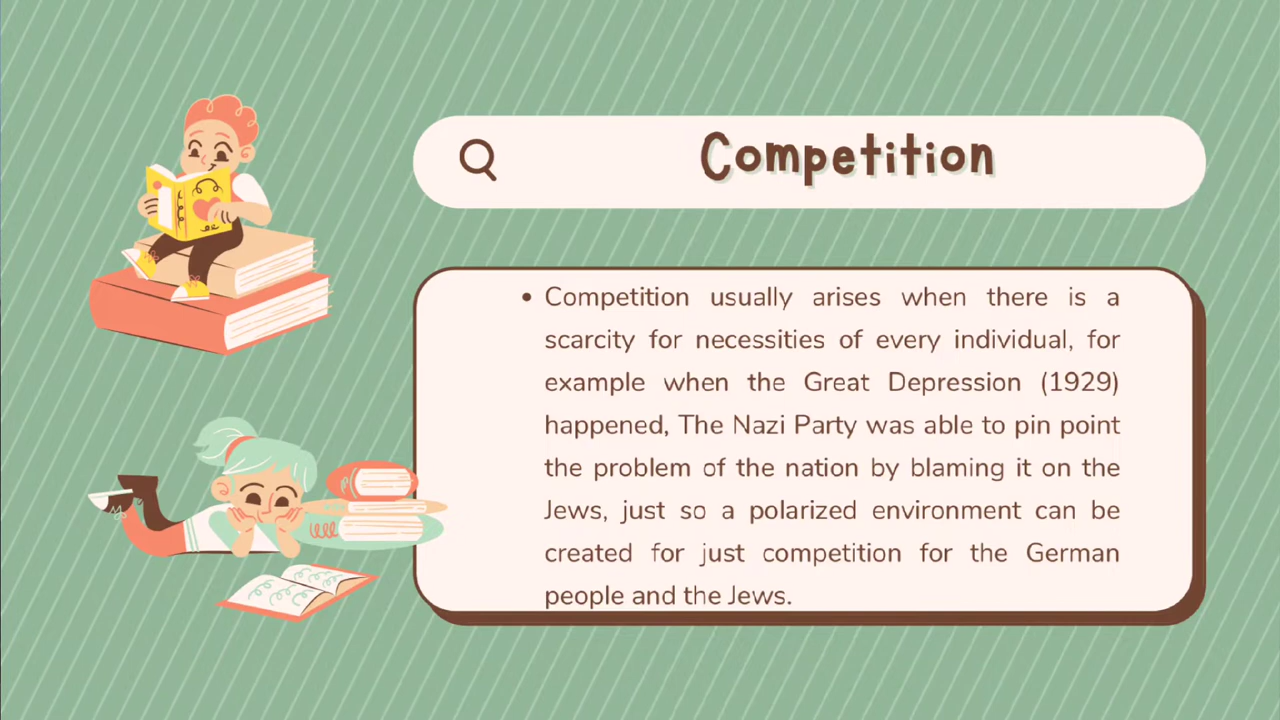 Competition
• Competition usually arises when there is a
scarcity for necessities of every individual, for
example when the Great Depression (1929)
happened, The Nazi Party was able to pin point
the problem of the nation by blaming it on the
Jews, just so a polarized environment can be
created for just competition for the German
people and the Jews.